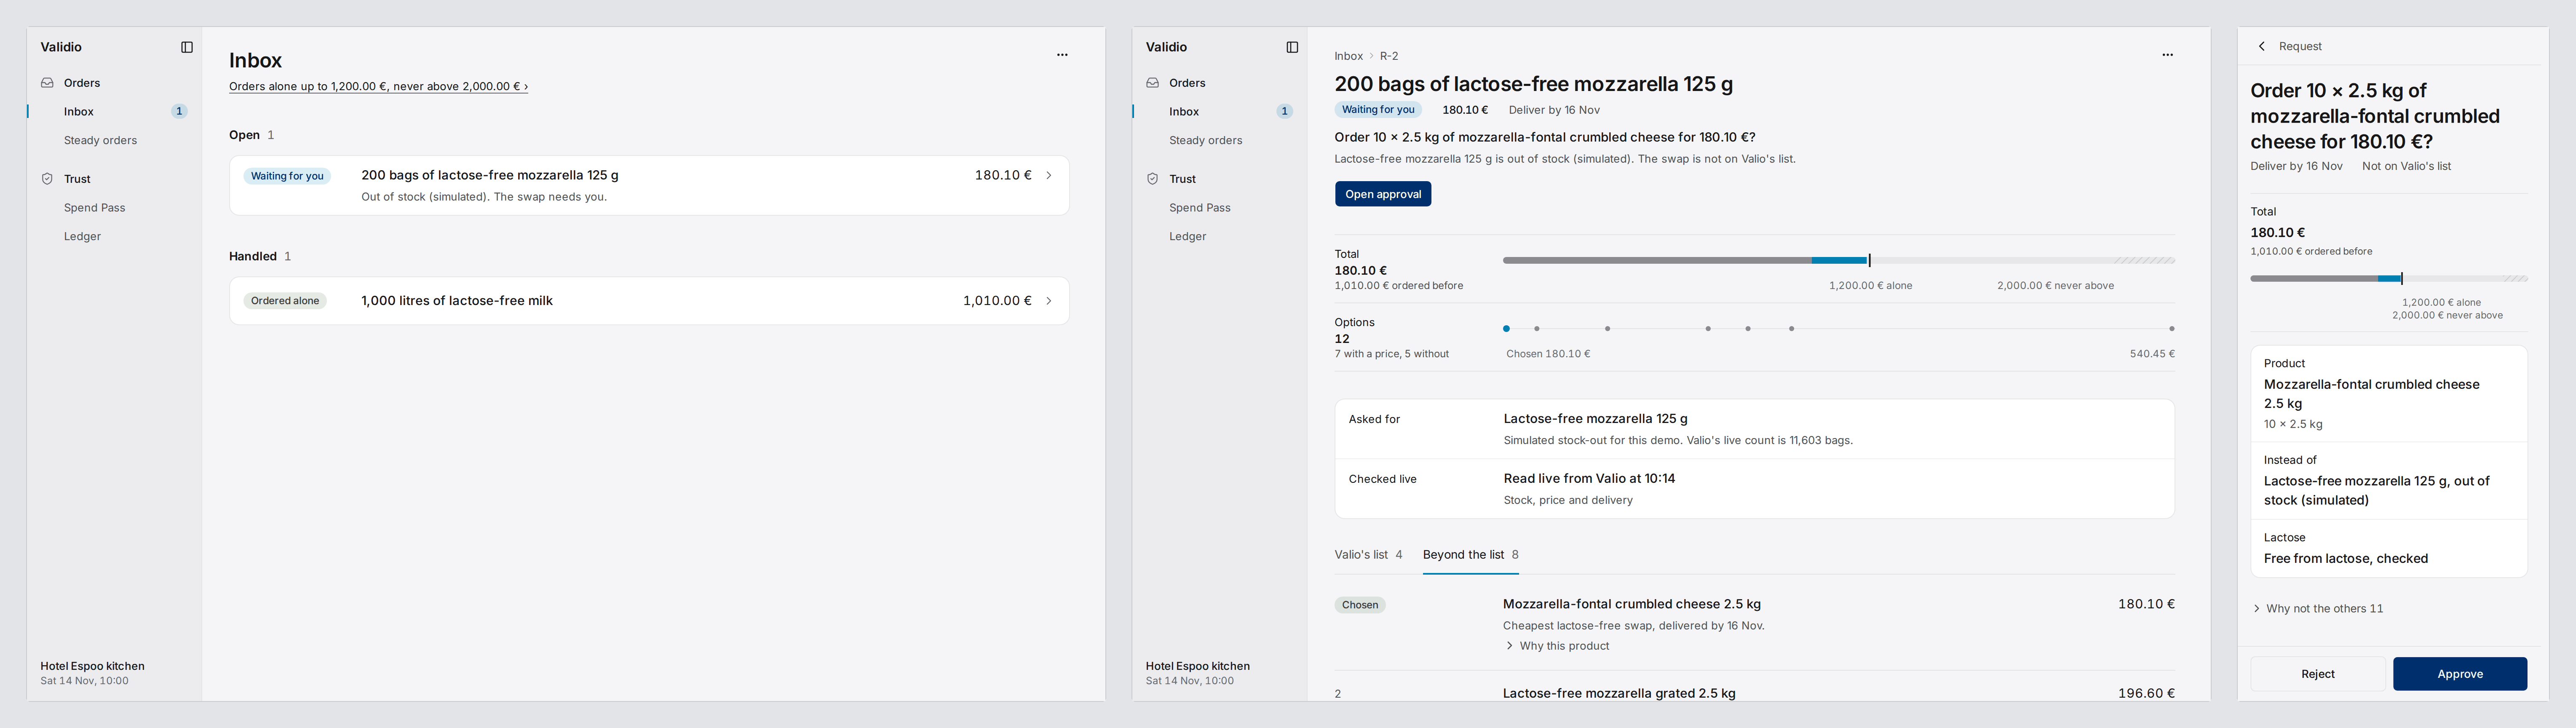 Validio
Orders
Inbox 1
Steady orders
Trust
Spend Pass
Ledger
Hotel Espoo kitchen
Sat 14 Nov, 10:00
Inbox
Orders alone up to 1,200.00 €, never above 2,000.00 € ›
Open 1
Waiting for you 200 bags of lactose-free mozzarella 125 g 180.10 €
Out of stock (simulated). The swap needs you.
Handled 1
Ordered alone 1,000 litres of lactose-free milk 1,010.00 €
Validio
Orders
Inbox 1
Steady orders
Trust
Spend Pass
Ledger
Hotel Espoo kitchen
Sat 14 Nov, 10:00
Inbox › R-2
200 bags of lactose-free mozzarella 125 g
Waiting for you 180.10 € Deliver by 16 Nov
Order 10 × 2.5 kg of mozzarella-fontal crumbled cheese for 180.10 €?
Lactose-free mozzarella 125 g is out of stock (simulated). The swap is not on Valio's list.
Open approval
Total
180.10 €
1,010.00 € ordered before 1,200.00 € alone 2,000.00 € never above
Options
12
7 with a price, 5 without Chosen 180.10 € 540.45 €
Asked for Lactose-free mozzarella 125 g
Simulated stock-out for this demo. Valio's live count is 11,603 bags.
Checked live Read live from Valio at 10:14
Stock, price and delivery
Valio's list 4 Beyond the list 8
Chosen Mozzarella-fontal crumbled cheese 2.5 kg 180.10 €
Cheapest lactose-free swap, delivered by 16 Nov.
Why this product
2 Lactose-free mozzarella grated 2.5 kg 196.60 €
Request
Order 10 × 2.5 kg of
mozzarella-fontal crumbled
cheese for 180.10 €?
Deliver by 16 Nov Not on Valio's list
Total
180.10 €
1,010.00 € ordered before
1,200.00 € alone
2,000.00 € never above
Product
Mozzarella-fontal crumbled cheese
2.5 kg
10 × 2.5 kg
Instead of
Lactose-free mozzarella 125 g, out of
stock (simulated)
Lactose
Free from lactose, checked
Why not the others 11
Reject Approve